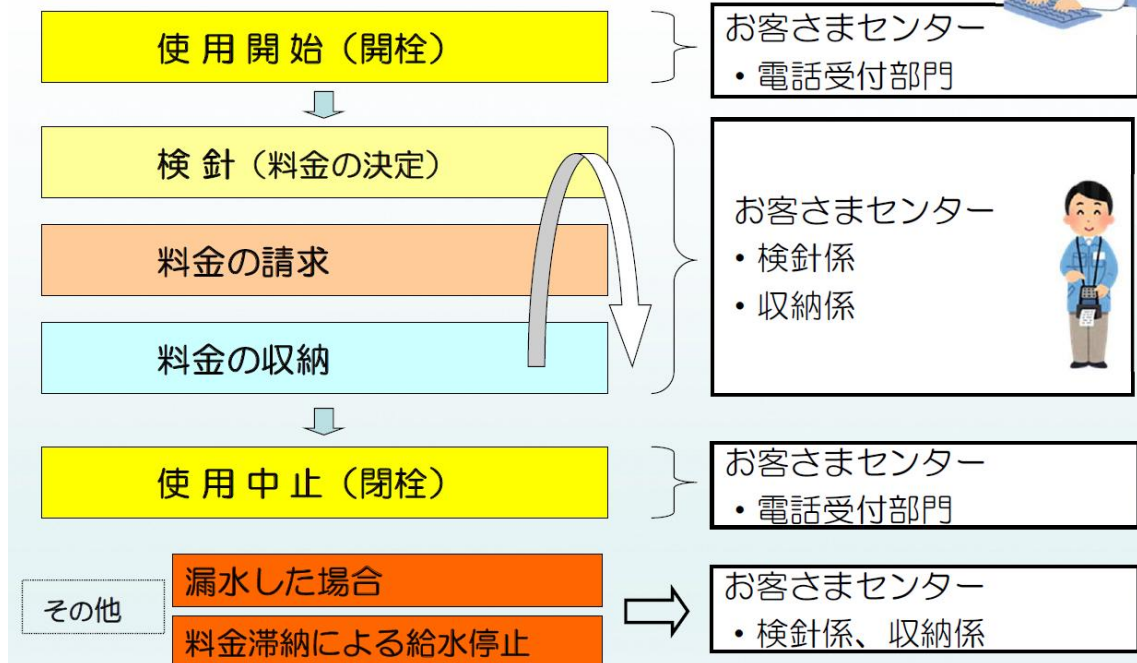 使用開始（開栓）
お客さまセンター
・電話受付部門
検針（料金の決定）
料金の請求
料金の収納
お客さまセンター
・検針係
・収納係
使用中止（閉栓）
お客さまセンター
・電話受付部門
その他
漏水した場合
料金滞納による給水停止
お客さまセンター
・検針係、収納係